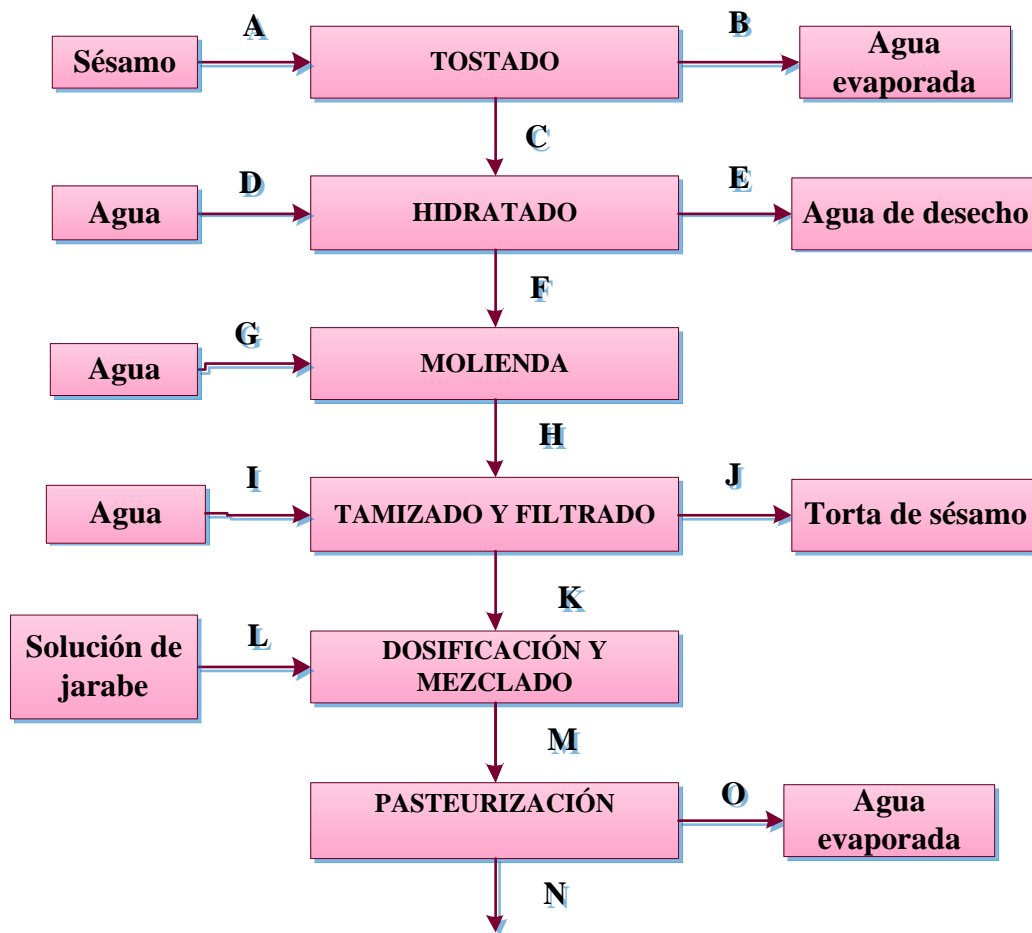 A
B
Sésamo
TOSTADO
Agua
evaporada
C
D
E
Agua
HIDRATADO
Agua de desecho
F
G
Agua
MOLIENDA
H
I
J
Agua
TAMIZADO Y FILTRADO
Torta de sésamo
K
Solución de
jarabe
L
DOSIFICACIÓN Y
MEZCLADO
M
PASTEURIZACIÓN
O
Agua
evaporada
N